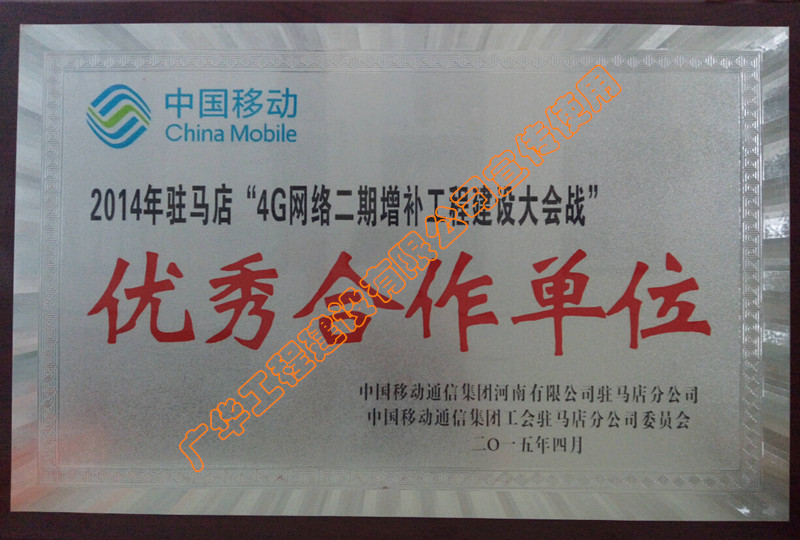 中国移动
China Mobile
2014年驻马店“4G网络二期增补工程建设大会战”
优秀合作单位
中国移动通信集团河南有限公司驻马店分公司
中国移动通信集团工会驻马店分公司委员会
二〇一五年四月
广华工程建设有限公司宣传使用